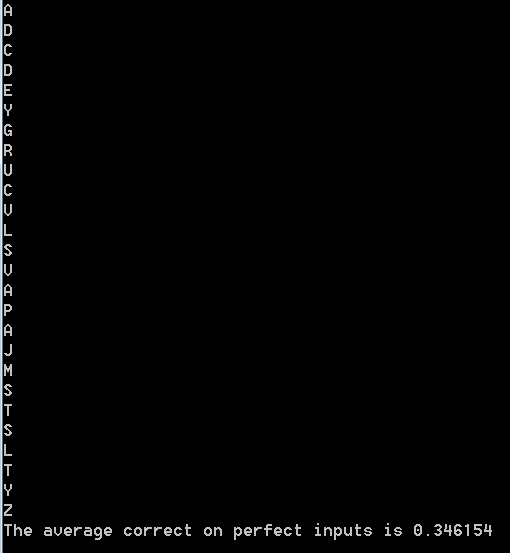 A
D
C
D
E
Y
G
R
U
C
V
L
S
V
A
P
A
J
M
S
T
S
L
T
Y
Z
The average correct on perfect inputs is 0.346154